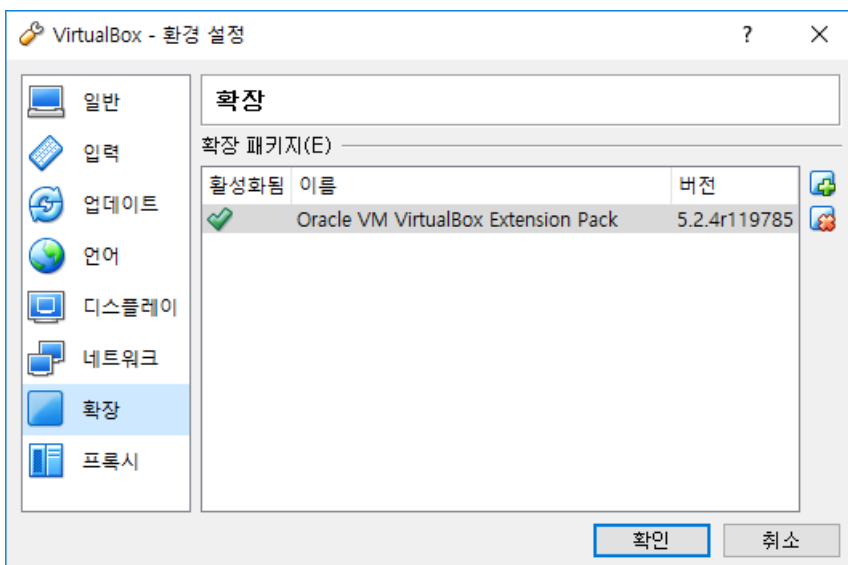 VirtualBox - 환경 설정
?
일반
입력
업데이트
언어
디스플레이
네트워크
확장
프록시
확장
확장 패키지(E)
활성화됨 이름 버전
Oracle VM VirtualBox Extension Pack 5.2.4r119785
확인 취소